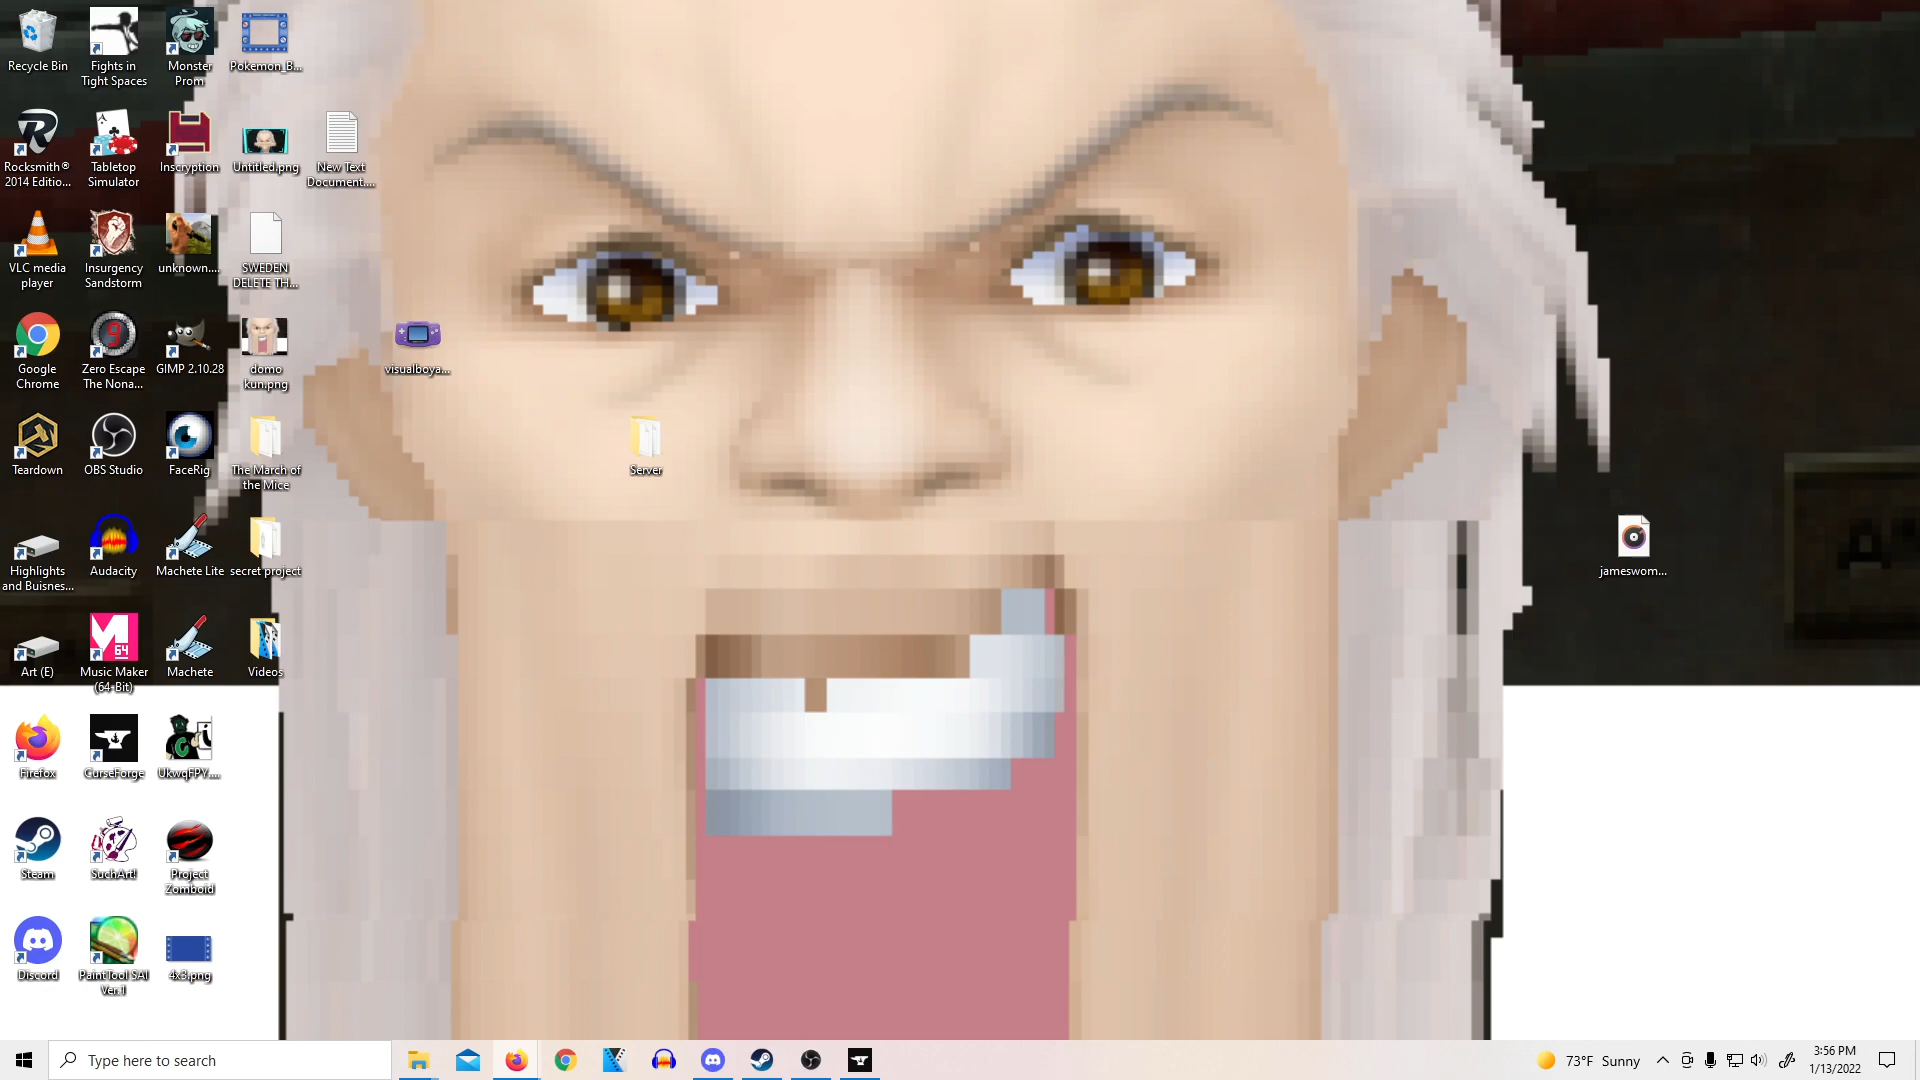 Recycle Bin
Fights in
Tight Spaces
Monster
Prom
Pokemon_B...
Rocksmith®
2014 Editio...
Tabletop
Simulator
Inscryption
Untitled.png
New Text
Document....
VLC media
player
Insurgency
Sandstorm
unknown....
SWEDEN
DELETE TH...
Google
Chrome
Zero Escape
The Nona...
GIMP 2.10.28
domo
kun.png
visualboya...
Teardown
OBS Studio
FaceRig
The March of
the Mice
Server
Highlights
and Buisnes...
Audacity
Machete Lite
secret project
jameswom...
Art (E)
Music Maker
(64-Bit)
Machete
Videos
Firefox
CurseForge
UkwqFPY....
Steam
SuchArt!
Project
Zomboid
Discord
PaintTool SAI
Ver.1
4x3.png
Type here to search
73°F Sunny
3:56 PM
1/13/2022